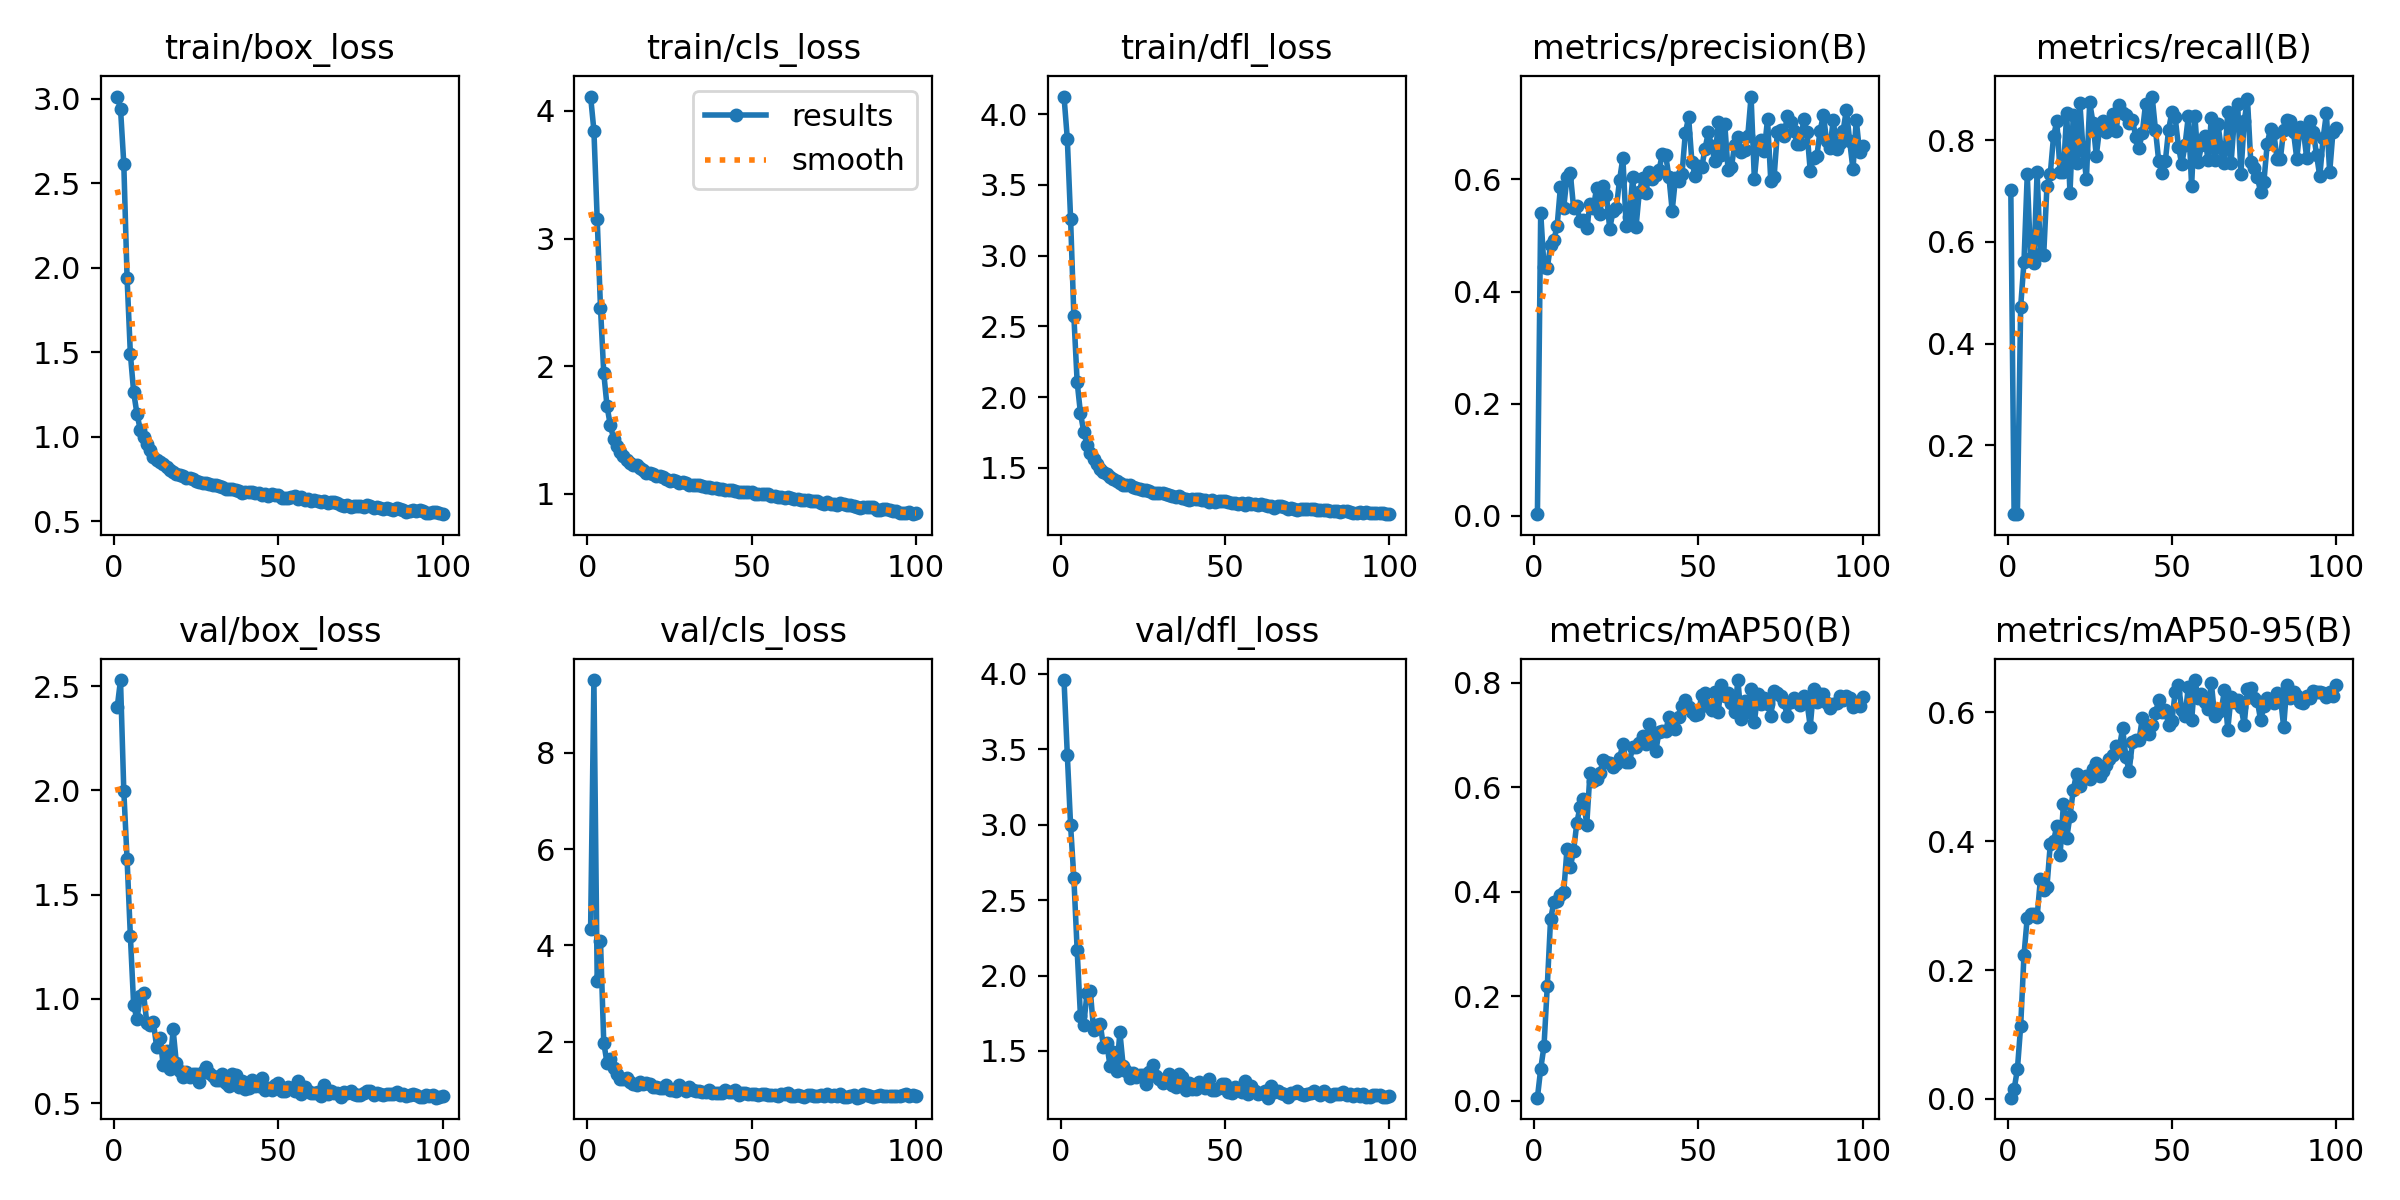 train/box_loss
3.0
2.5
2.0
1.5
1.0
0.5
0 50 100
train/cls_loss
results
smooth
4
3
2
1
0 50 100
train/dfl_loss
4.0
3.5
3.0
2.5
2.0
1.5
0 50 100
metrics/precision(B)
0.6
0.4
0.2
0.0
0 50 100
metrics/recall(B)
0.8
0.6
0.4
0.2
0 50 100
val/box_loss
2.5
2.0
1.5
1.0
0.5
0 50 100
val/cls_loss
8
6
4
2
0 50 100
val/dfl_loss
4.0
3.5
3.0
2.5
2.0
1.5
0 50 100
metrics/mAP50(B)
0.8
0.6
0.4
0.2
0.0
0 50 100
metrics/mAP50-95(B)
0.6
0.4
0.2
0.0
0 50 100